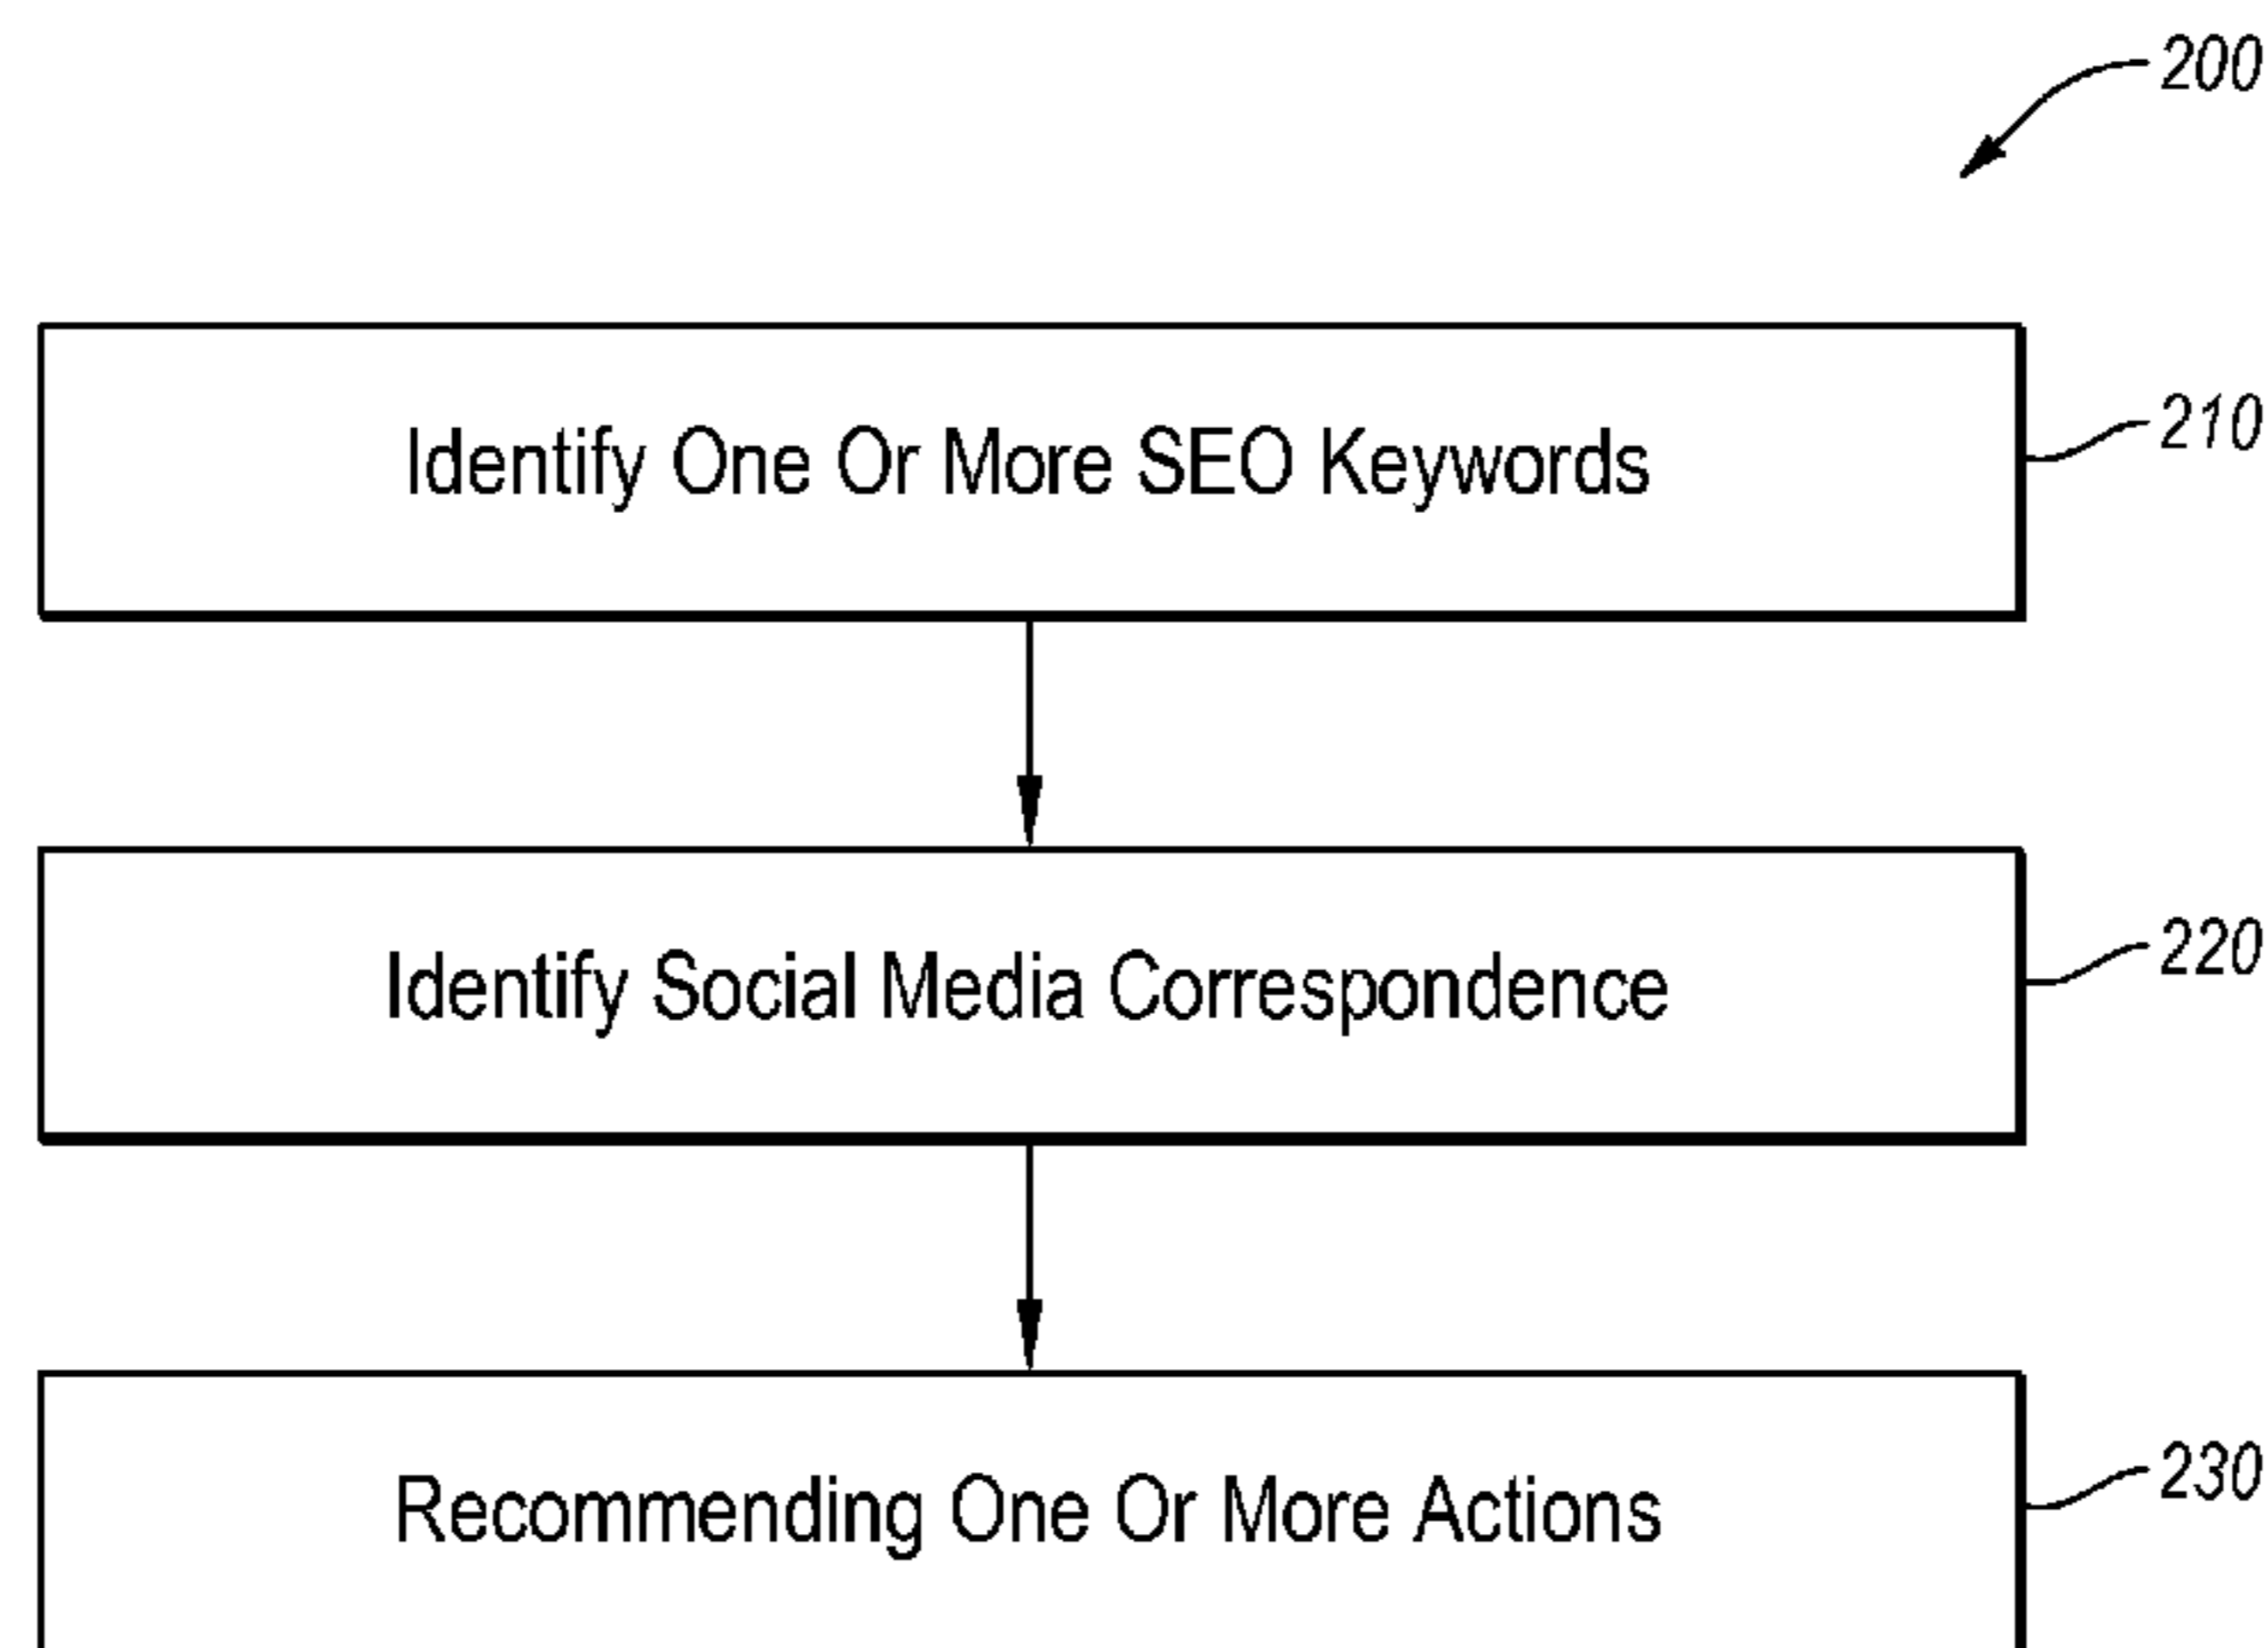 200
Identify One Or More SEO Keywords
210
Identify Social Media Correspondence
220
Recommending One Or More Actions
230